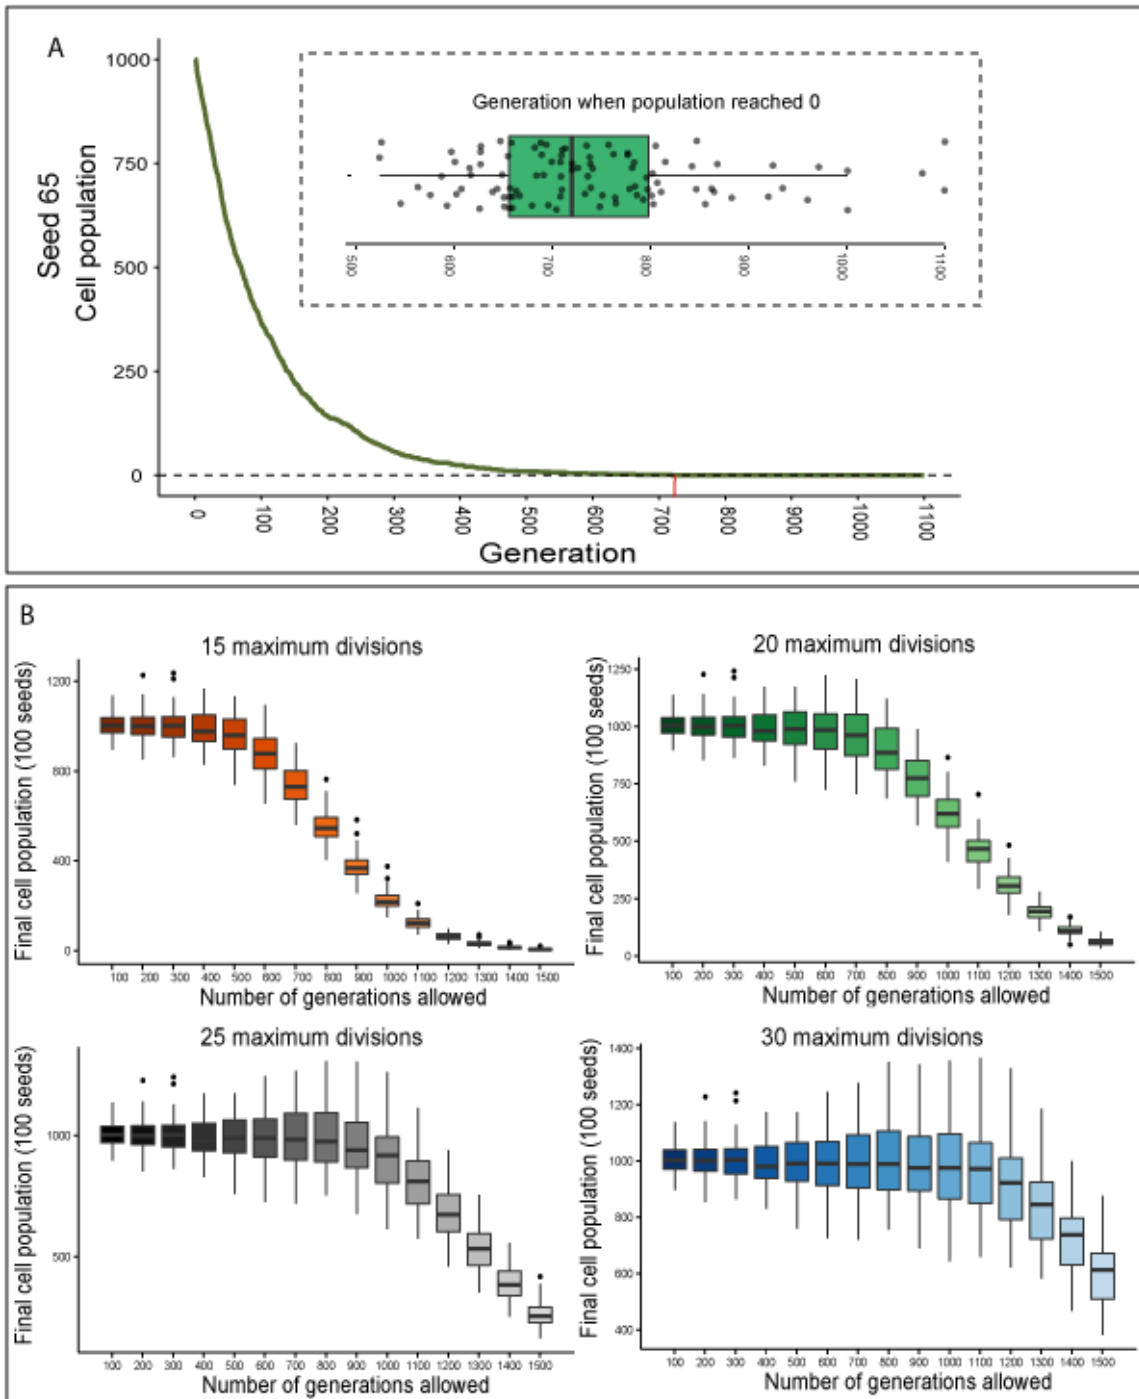 A
Seed 65
Cell population
1000
750
500
250
0
Generation when population reached 0
500 600 700 800 900 1000 1100
0 100 200 300 400 500 600 700 800 900 1000 1100
Generation
B
15 maximum divisions
Final cell population (100 seeds)
1200
800
400
0
100 200 300 400 500 600 700 800 900 1000 1100 1200 1300 1400 1500
Number of generations allowed
20 maximum divisions
Final cell population (100 seeds)
1250
1000
750
500
250
0
100 200 300 400 500 600 700 800 900 1000 1100 1200 1300 1400 1500
Number of generations allowed
25 maximum divisions
Final cell population (100 seeds)
1000
500
100 200 300 400 500 600 700 800 900 1000 1100 1200 1300 1400 1500
Number of generations allowed
30 maximum divisions
Final cell population (100 seeds)
1400
1200
1000
800
600
400
100 200 300 400 500 600 700 800 900 1000 1100 1200 1300 1400 1500
Number of generations allowed